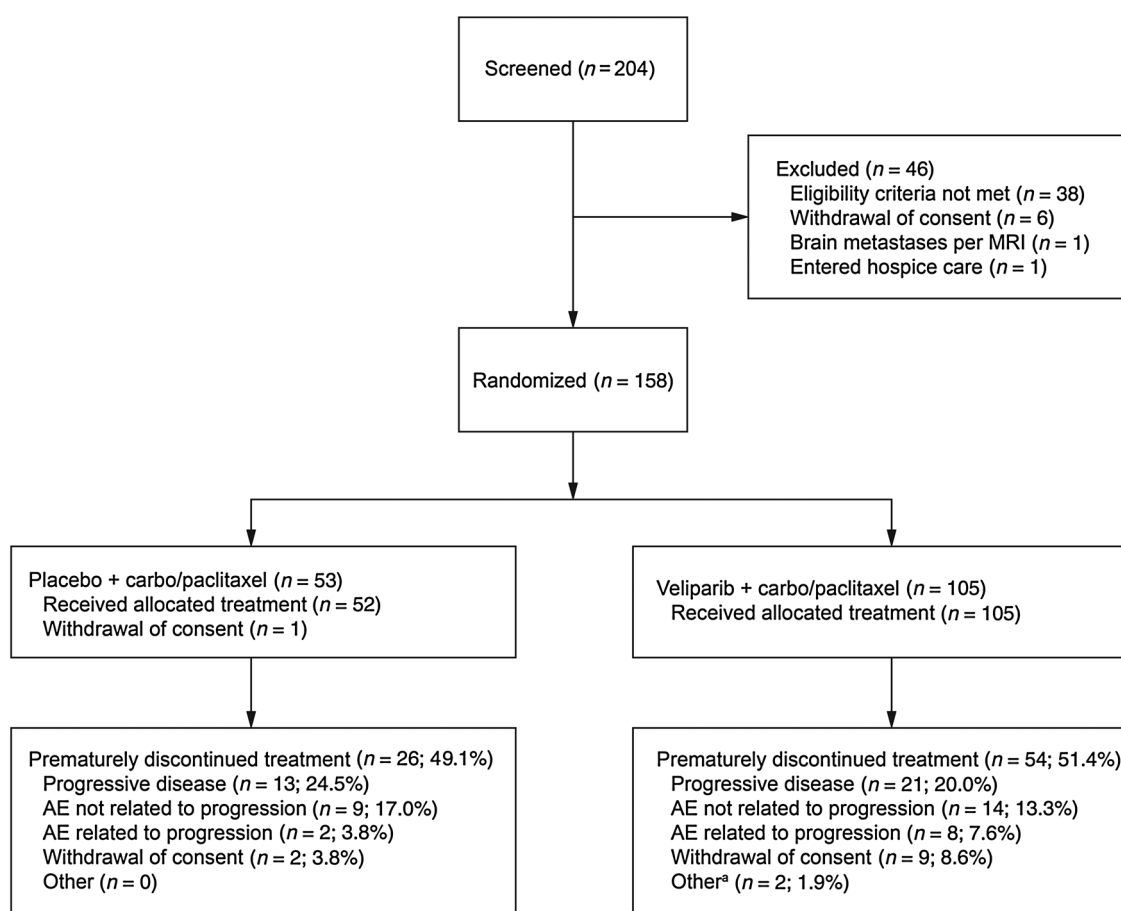 Screened (n = 204)
Excluded (n = 46)
Eligibility criteria not met (n = 38)
Withdrawal of consent (n = 6)
Brain metastases per MRI (n = 1)
Entered hospice care (n = 1)
Randomized (n = 158)
Placebo + carbo/paclitaxel (n = 53)
Received allocated treatment (n = 52)
Withdrawal of consent (n = 1)
Veliparib + carbo/paclitaxel (n = 105)
Received allocated treatment (n = 105)
Prematurely discontinued treatment (n = 26; 49.1%)
Progressive disease (n = 13; 24.5%)
AE not related to progression (n = 9; 17.0%)
AE related to progression (n = 2; 3.8%)
Withdrawal of consent (n = 2; 3.8%)
Other (n = 0)
Prematurely discontinued treatment (n = 54; 51.4%)
Progressive disease (n = 21; 20.0%)
AE not related to progression (n = 14; 13.3%)
AE related to progression (n = 8; 7.6%)
Withdrawal of consent (n = 9; 8.6%)
Otherᵃ (n = 2; 1.9%)